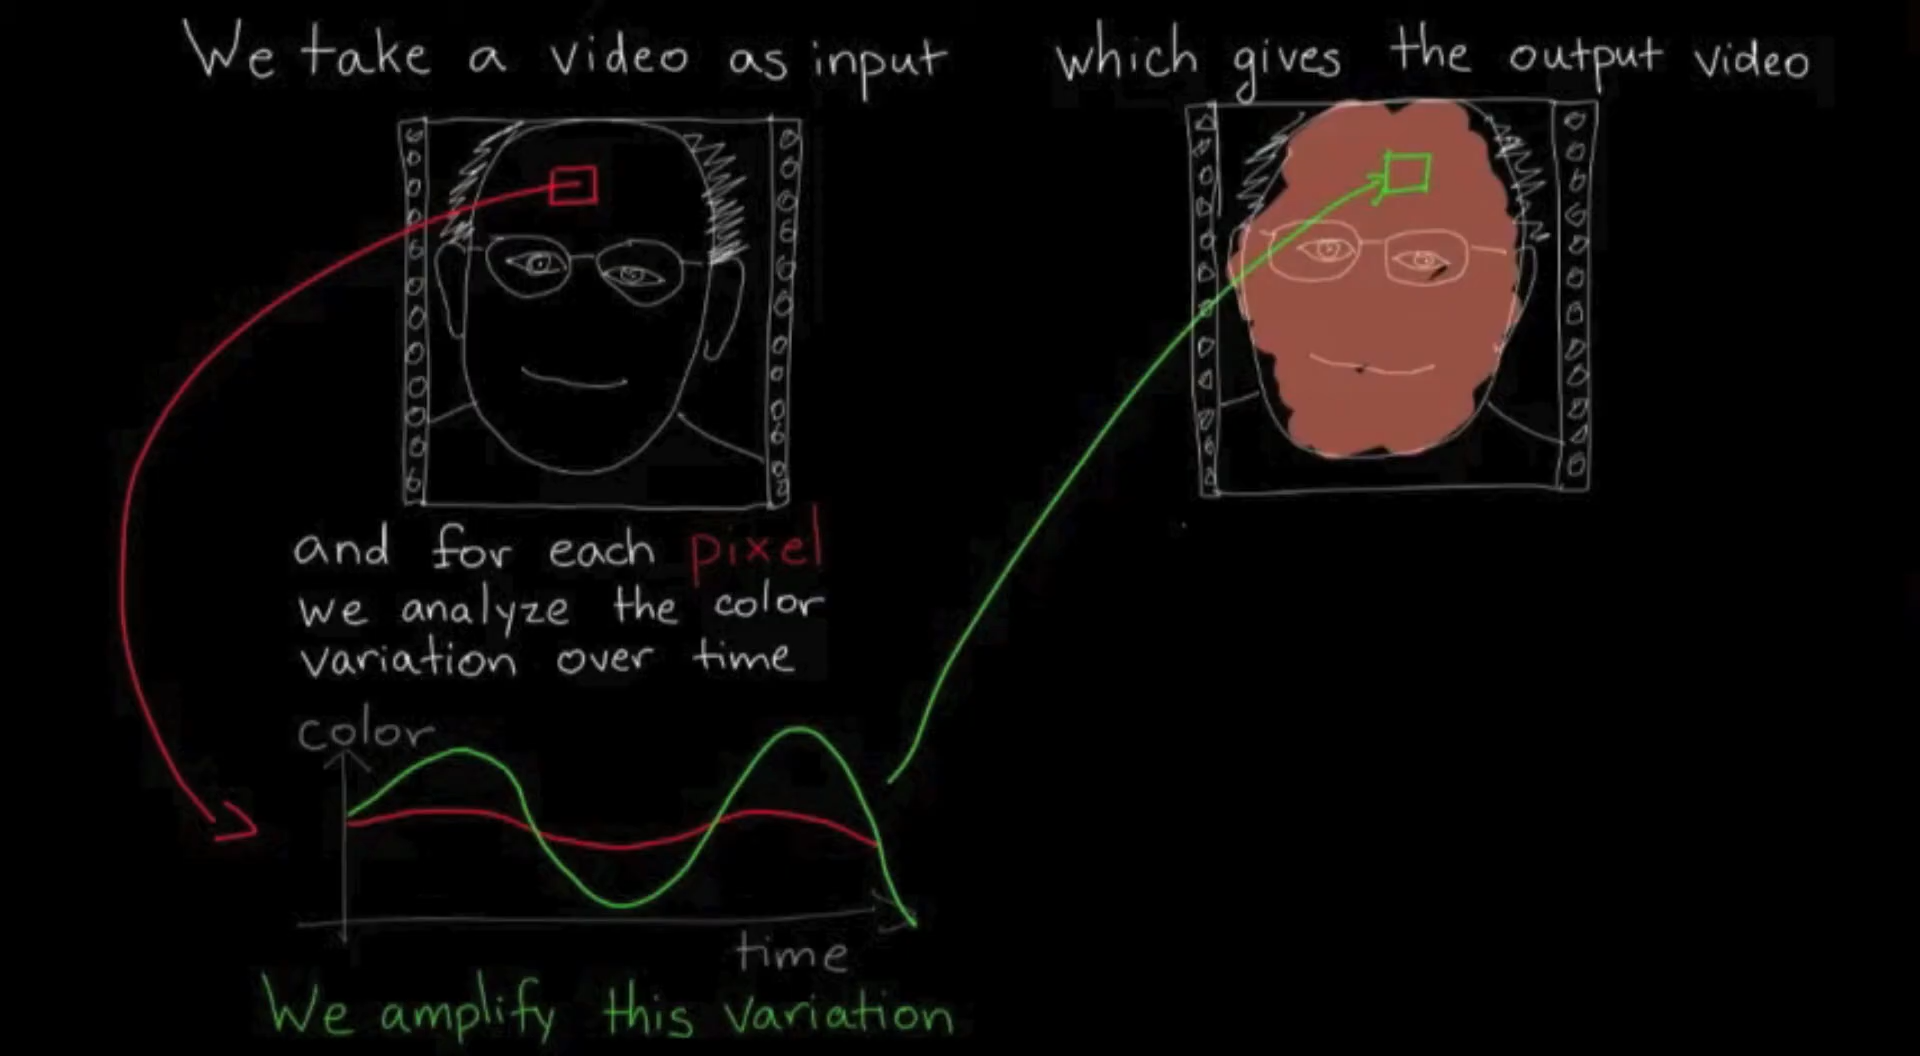 We take a video as input
and for each pixel
we analyze the color
variation over time
color
time
We amplify this variation
which gives the output video